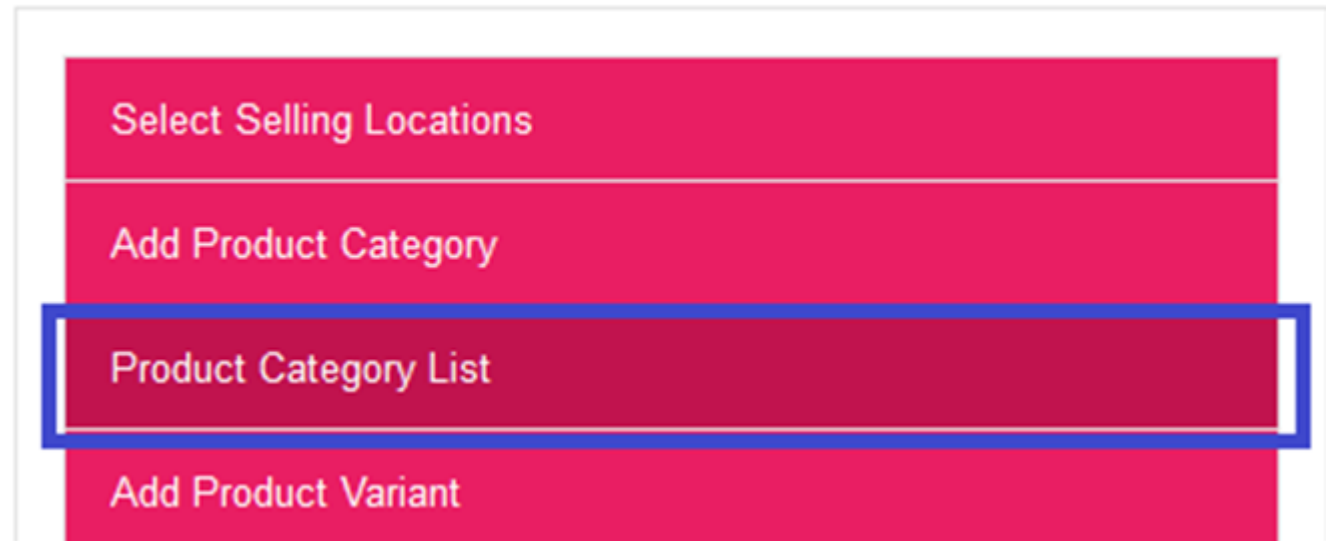 Select Selling Locations
Add Product Category
Product Category List
Add Product Variant